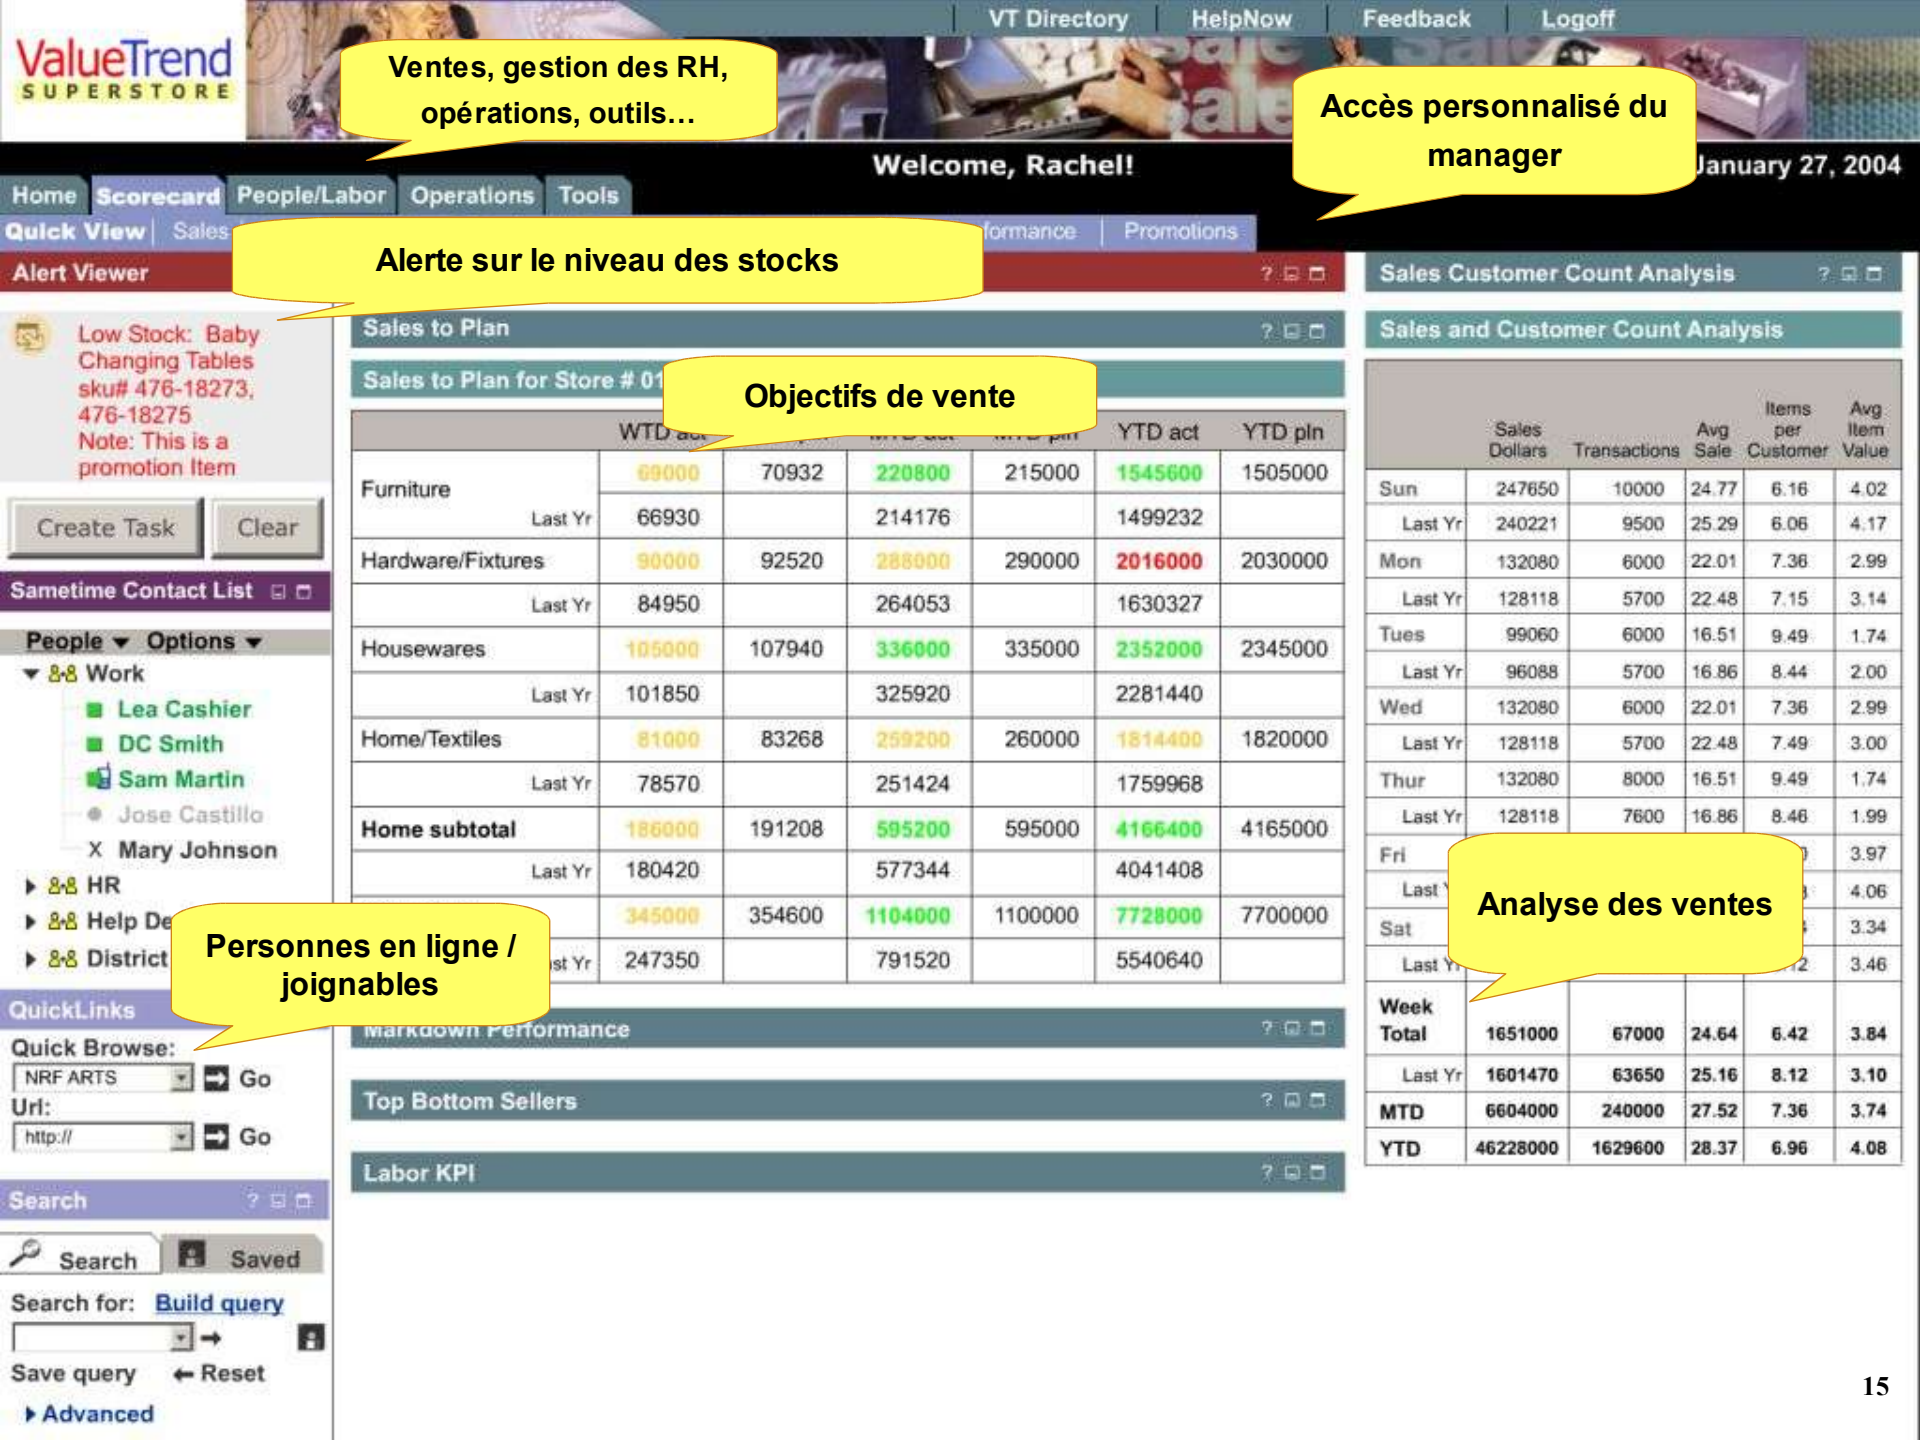 VT Directory | HelpNow | Feedback | Logoff
ValueTrend
SUPERSTORE
Ventes, gestion des RH,
opérations, outils…
Accès personnalisé du
manager
Welcome, Rachel!
January 27, 2004
Home Scorecard People/Labor Operations Tools
Quick View | Sales
Promotions
Alerte sur le niveau des stocks
Alert Viewer
Low Stock: Baby
Changing Tables
sku# 476-18273,
476-18275
Note: This is a
promotion Item
Create Task Clear
Sametime Contact List
People Options
Work
Lea Cashier
DC Smith
Sam Martin
Jose Castillo
X Mary Johnson
HR
Help De
District
Personnes en ligne /
joignables
QuickLinks
Quick Browse:
NRF ARTS Go
Url:
http:// Go
Search
Search Saved
Search for: Build query
Save query Reset
Advanced
Sales to Plan
Sales to Plan for Store # 01
Objectifs de vente
WTD act MTD act MTD pln YTD act YTD pln
Furniture 69000 70932 220800 215000 1545600 1505000
Last Yr 66930 214176 1499232
Hardware/Fixtures 90000 92520 288000 290000 2016000 2030000
Last Yr 84950 264053 1630327
Housewares 105000 107940 336000 335000 2352000 2345000
Last Yr 101850 325920 2281440
Home/Textiles 81000 83268 259200 260000 1814400 1820000
Last Yr 78570 251424 1759968
Home subtotal 186000 191208 595200 595000 4166400 4165000
Last Yr 180420 577344 4041408
345000 354600 1104000 1100000 7728000 7700000
Last Yr 247350 791520 5540640
Markdown Performance
Top Bottom Sellers
Labor KPI
Sales Customer Count Analysis
Sales and Customer Count Analysis
Sales Dollars Transactions Avg Sale Items per Customer Avg Item Value
Sun 247650 10000 24.77 6.16 4.02
Last Yr 240221 9500 25.29 6.06 4.17
Mon 132080 6000 22.01 7.36 2.99
Last Yr 128118 5700 22.48 7.15 3.14
Tues 99060 6000 16.51 9.49 1.74
Last Yr 96088 5700 16.86 8.44 2.00
Wed 132080 6000 22.01 7.36 2.99
Last Yr 128118 5700 22.48 7.49 3.00
Thur 132080 8000 16.51 9.49 1.74
Last Yr 128118 7600 16.86 8.46 1.99
Fri 3.97
Last 4.06
Sat 3.34
Last Yr 3.46
Analyse des ventes
Week
Total 1651000 67000 24.64 6.42 3.84
Last Yr 1601470 63650 25.16 8.12 3.10
MTD 6604000 240000 27.52 7.36 3.74
YTD 46228000 1629600 28.37 6.96 4.08
15